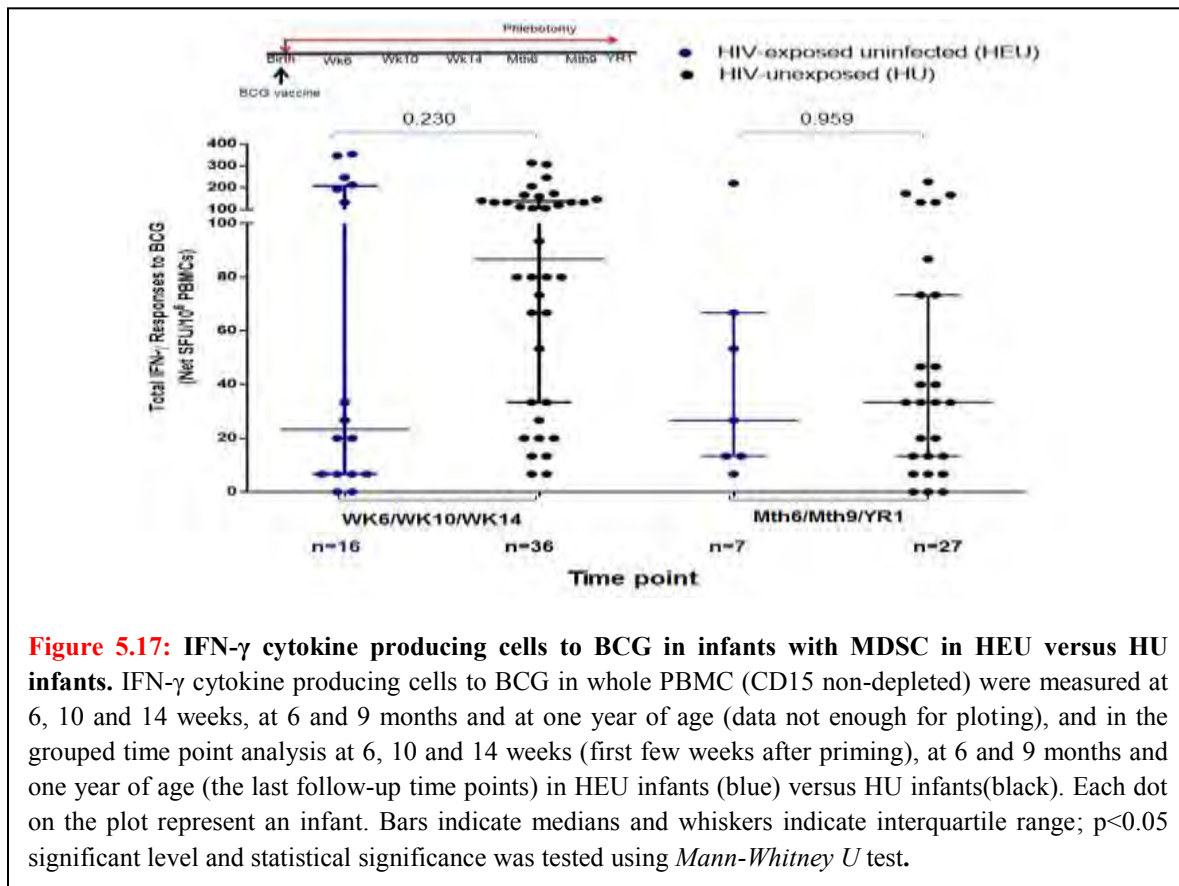 Phlebotomy
Birth Wk6 Wk10 Wk14 Mth6 Mth9 YR1
BCG vaccine
HIV-exposed uninfected (HEU)
HIV-unexposed (HU)
0.230 0.959
Total IFN-γ Responses to BCG
(Net SFU/10⁶ PBMCs)
400
300
200
100
100
80
60
40
20
0
WK6/WK10/WK14 Mth6/Mth9/YR1
n=16 n=36 n=7 n=27
Time point
Figure 5.17: IFN-γ cytokine producing cells to BCG in infants with MDSC in HEU versus HU
infants. IFN-γ cytokine producing cells to BCG in whole PBMC (CD15 non-depleted) were measured at
6, 10 and 14 weeks, at 6 and 9 months and at one year of age (data not enough for ploting), and in the
grouped time point analysis at 6, 10 and 14 weeks (first few weeks after priming), at 6 and 9 months and
one year of age (the last follow-up time points) in HEU infants (blue) versus HU infants(black). Each dot
on the plot represent an infant. Bars indicate medians and whiskers indicate interquartile range; p<0.05
significant level and statistical significance was tested using Mann-Whitney U test.